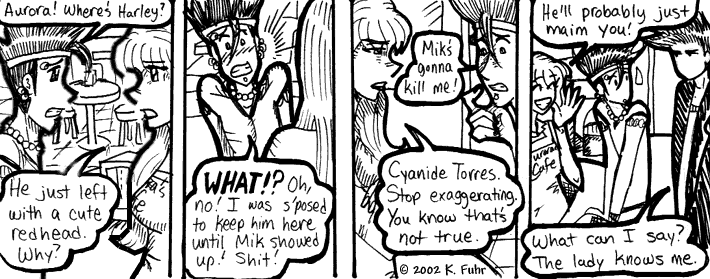 Aurora! Where's Harley?
He just left
with a cute
redhead.
Why?
WHAT!? Oh,
no! I was s'posed
to keep him here
until Mik showed
up! Shit!
Mik's
gonna
kill me!
Cyanide Torres.
Stop exaggerating.
You know that's
not true.
© 2002 K. Fuhr
He'll probably just
maim you!
Cafe
What can I say?
The lady knows me.